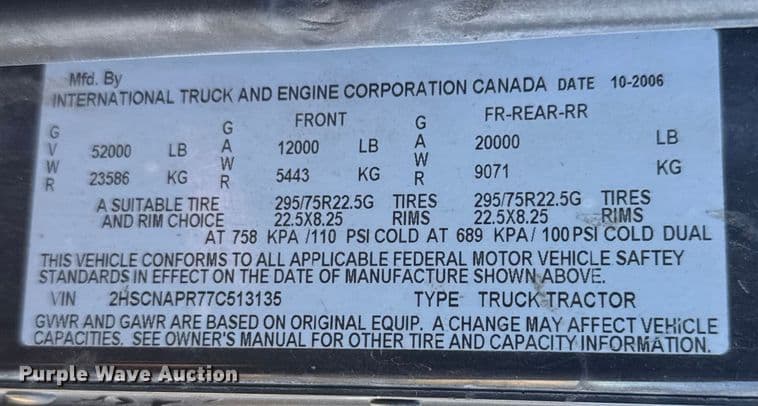 Mfd. By
INTERNATIONAL TRUCK AND ENGINE CORPORATION CANADA DATE 10-2006
GVWR GAWR FRONT GAWR FR-REAR-RR
52000 LB 12000 LB 20000 LB
23586 KG 5443 KG 9071 KG
A SUITABLE TIRE 295/75R22.5G TIRES 295/75R22.5G TIRES
AND RIM CHOICE 22.5X8.25 RIMS 22.5X8.25 RIMS
AT 758 KPA /110 PSI COLD AT 689 KPA/ 100 PSI COLD DUAL
THIS VEHICLE CONFORMS TO ALL APPLICABLE FEDERAL MOTOR VEHICLE SAFTEY
STANDARDS IN EFFECT ON THE DATE OF MANUFACTURE SHOWN ABOVE.
VIN 2HSCNAPR77C513135 TYPE TRUCK TRACTOR
GVWR AND GAWR ARE BASED ON ORIGINAL EQUIP. A CHANGE MAY AFFECT VEHICLE
CAPACITIES. SEE OWNER'S MANUAL FOR OTHER TIRE AND CAPACITY INFORMATION.
Purple Wave Auction